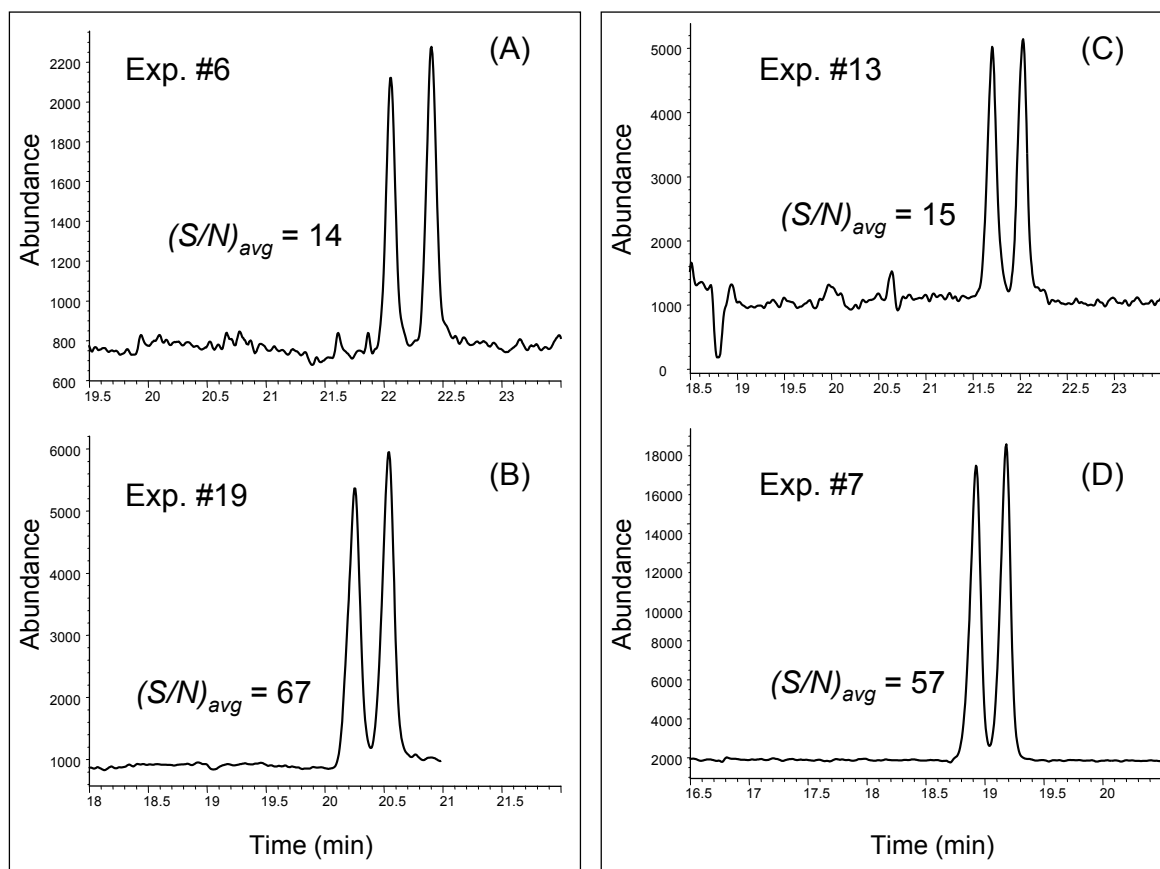 (A)
Exp. #6
(S/N)avg = 14
Abundance
2200
2000
1800
1600
1400
1200
1000
800
600
19.5 20 20.5 21 21.5 22 22.5 23
(B)
Exp. #19
(S/N)avg = 67
Abundance
6000
5000
4000
3000
2000
1000
18 18.5 19 19.5 20 20.5 21 21.5
Time (min)
(C)
Exp. #13
(S/N)avg = 15
Abundance
5000
4000
3000
2000
1000
0
18.5 19 19.5 20 20.5 21 21.5 22 22.5 23
(D)
Exp. #7
(S/N)avg = 57
Abundance
18000
16000
14000
12000
10000
8000
6000
4000
2000
16.5 17 17.5 18 18.5 19 19.5 20
Time (min)